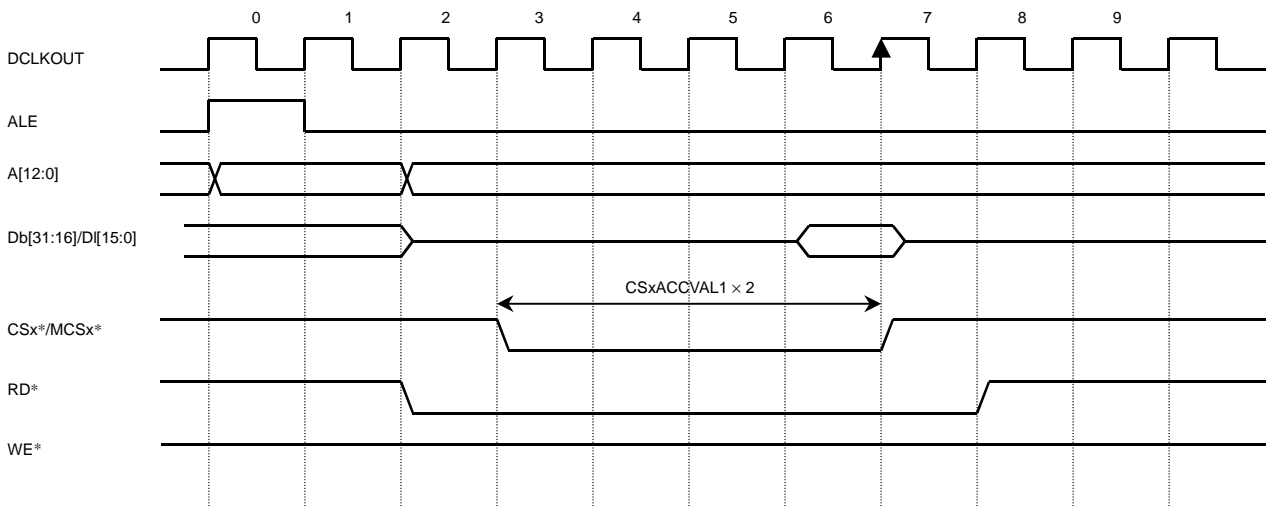 0 1 2 3 4 5 6 7 8 9
DCLKOUT
ALE
A[12:0]
Db[31:16]/Dl[15:0]
CSxACCVAL1 × 2
CSx*/MCSx*
RD*
WE*